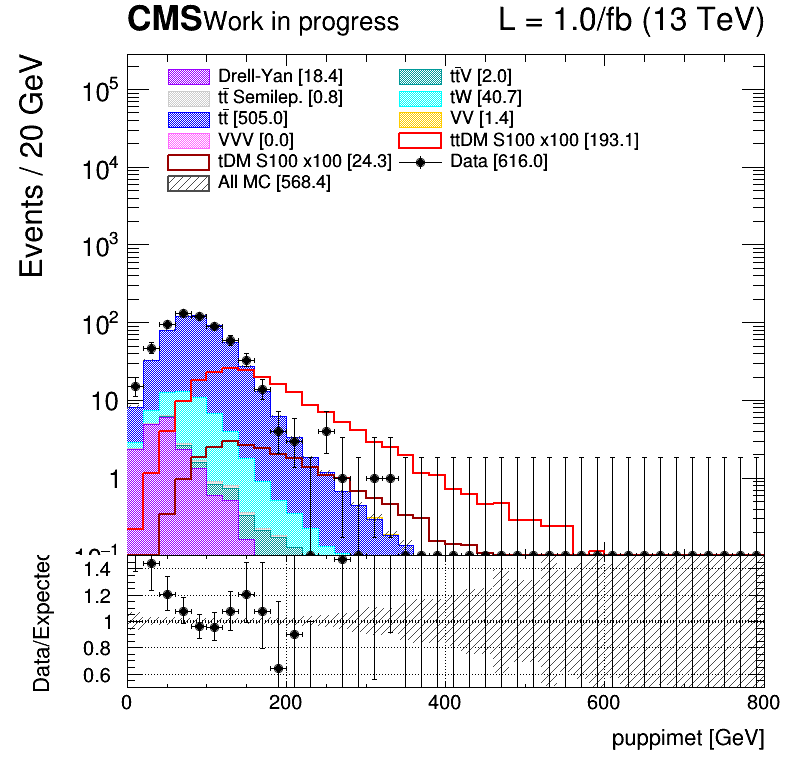 CMS Work in progress L = 1.0/fb (13 TeV)
Events / 20 GeV
Drell-Yan [18.4] tt̄V [2.0]
tt̄ Semilep. [0.8] tW [40.7]
tt̄ [505.0] VV [1.4]
VVV [0.0] ttDM S100 x100 [193.1]
tDM S100 x100 [24.3] Data [616.0]
All MC [568.4]
10⁵
10⁴
10³
10²
10
1
10⁻¹
Data/Expected
1.4
1.2
1
0.8
0.6
0 200 400 600 800
puppimet [GeV]